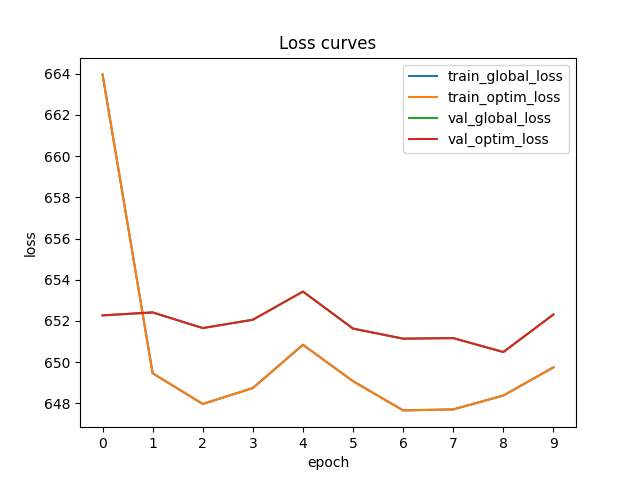 Loss curves
664
662
660
658
656
654
652
650
648
loss
train_global_loss
train_optim_loss
val_global_loss
val_optim_loss
0 1 2 3 4 5 6 7 8 9
epoch